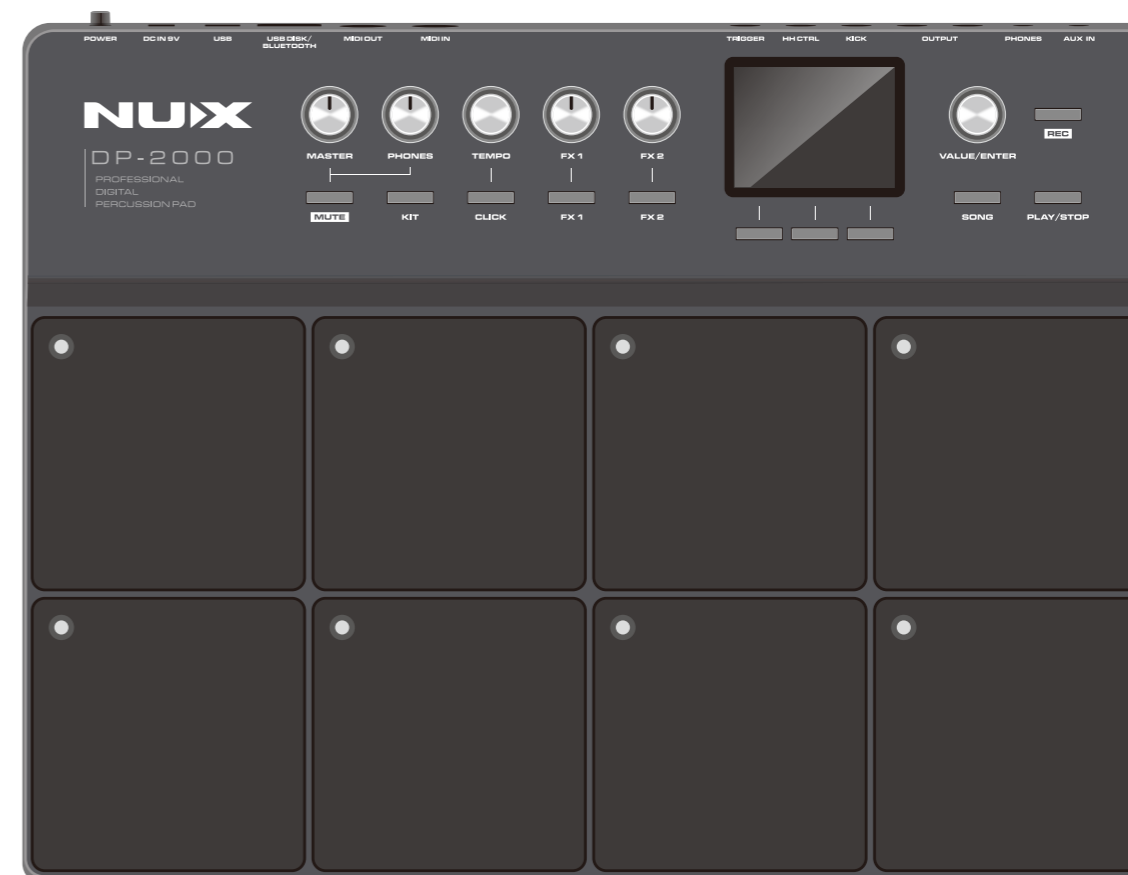 POWER DC IN 9V USB USB DISK/ MIDI OUT MIDI IN TRIGGER HH CTRL KICK OUTPUT PHONES AUX IN
BLUETOOTH
NUX
DP-2000
PROFESSIONAL
DIGITAL
PERCUSSION PAD
MASTER PHONES TEMPO FX 1 FX 2 VALUE/ENTER REC
MUTE KIT CLICK FX 1 FX 2 SONG PLAY/STOP